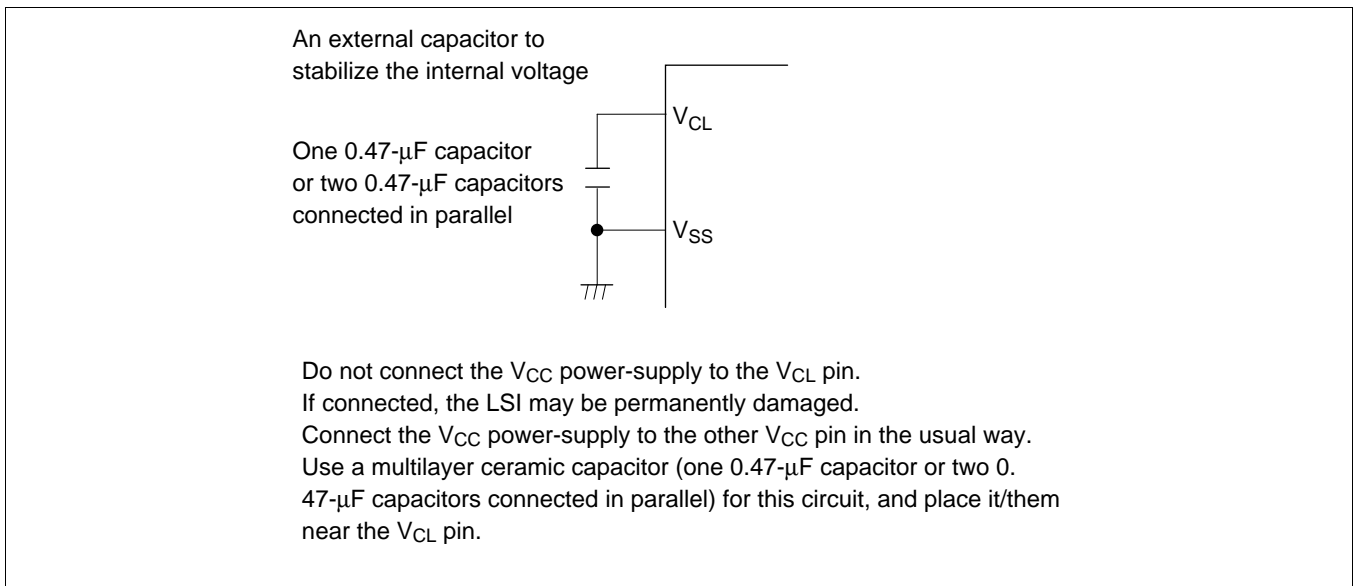 An external capacitor to
stabilize the internal voltage
VCL
One 0.47-μF capacitor
or two 0.47-μF capacitors
connected in parallel
VSS
Do not connect the VCC power-supply to the VCL pin.
If connected, the LSI may be permanently damaged.
Connect the VCC power-supply to the other VCC pin in the usual way.
Use a multilayer ceramic capacitor (one 0.47-μF capacitor or two 0.
47-μF capacitors connected in parallel) for this circuit, and place it/them
near the VCL pin.